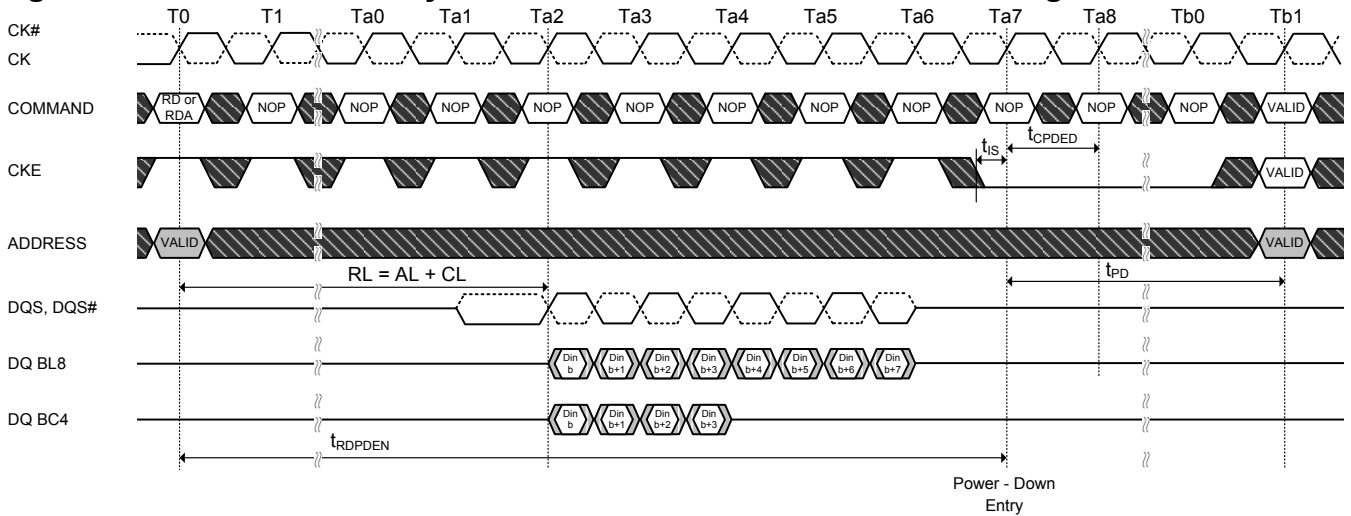 T0 T1 Ta0 Ta1 Ta2 Ta3 Ta4 Ta5 Ta6 Ta7 Ta8 Tb0 Tb1
CK#
CK
COMMAND RD or RDA NOP NOP NOP NOP NOP NOP NOP NOP NOP NOP NOP VALID
tIS tCPDED
CKE VALID
ADDRESS VALID VALID
RL = AL + CL tPD
DQS, DQS#
DQ BL8 Din b Din b+1 Din b+2 Din b+3 Din b+4 Din b+5 Din b+6 Din b+7
DQ BC4 Din b Din b+1 Din b+2 Din b+3
tRDPDEN
Power - Down
Entry